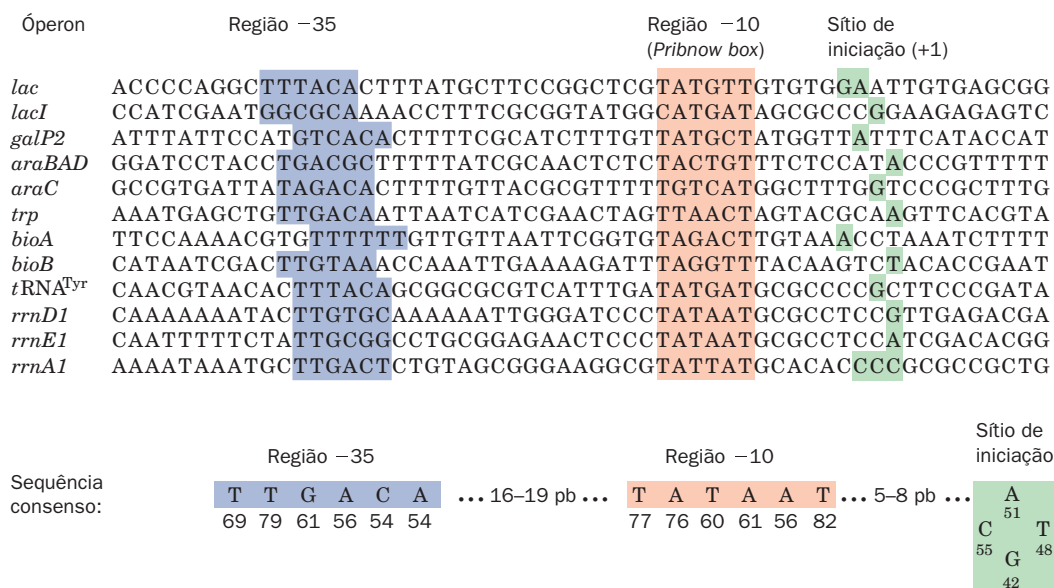 Óperon Região −35 Região −10 (Pribnow box) Sítio de iniciação (+1)
lac ACCCCAGGCTTTACACTTTATGCTTCCGGCTCGTATGTTGTGTGGAATTGTGAGCGG
lacI CCATCGAATGGCGCAAAACCTTTCGCGGTATGGCATGATAGCGCCCGGAAGAGAGTC
galP2 ATTTATTCCATGTCACACTTTTCGCATCTTTGTTATGCTATGGTTATTTCATACCAT
araBAD GGATCCTACCTGACGCTTTTTATCGCAACTCTCTACTGTTTCTCCATACCCGTTTTT
araC GCCGTGATTATAGACACTTTTGTTACGCGTTTTTGTCATGGCTTTGGTCCCGCTTTG
trp AAATGAGCTGTTGACAATTAATCATCGAACTAGTTAACTAGTACGCAAGTTCACGTA
bioA TTCCAAAACGTGTTTTTTGTTGTTAATTCGGTGTAGACTTGTAAACCTAAATCTTTT
bioB CATAATCGACTTGTAAACCAAATTGAAAAGATTTAGGTTTACAAGTCTACACCGAAT
tRNATyr CAACGTAACACTTTACAGCGGCGCGTCATTTGATATGATGCGCCCCGCTTCCCGATA
rrnD1 CAAAAAAATACTTGTGCAAAAAATTGGGATCCCTATAATGCGCCTCCGTTGAGACGA
rrnE1 CAATTTTTCTATTGCGGCCTGCGGAGAACTCCCTATAATGCGCCTCCATCGACACGG
rrnA1 AAAATAAATGCTTGACTCTGTAGCGGGAAGGCGTATTATGCACACCCCGCGCCGCTG
Região −35 Região −10 Sítio de iniciação
Sequência consenso:
T T G A C A ... 16–19 pb ... T A T A A T ... 5–8 pb ... A
69 79 61 56 54 54 77 76 60 61 56 82 51
C T
55 48
G
42